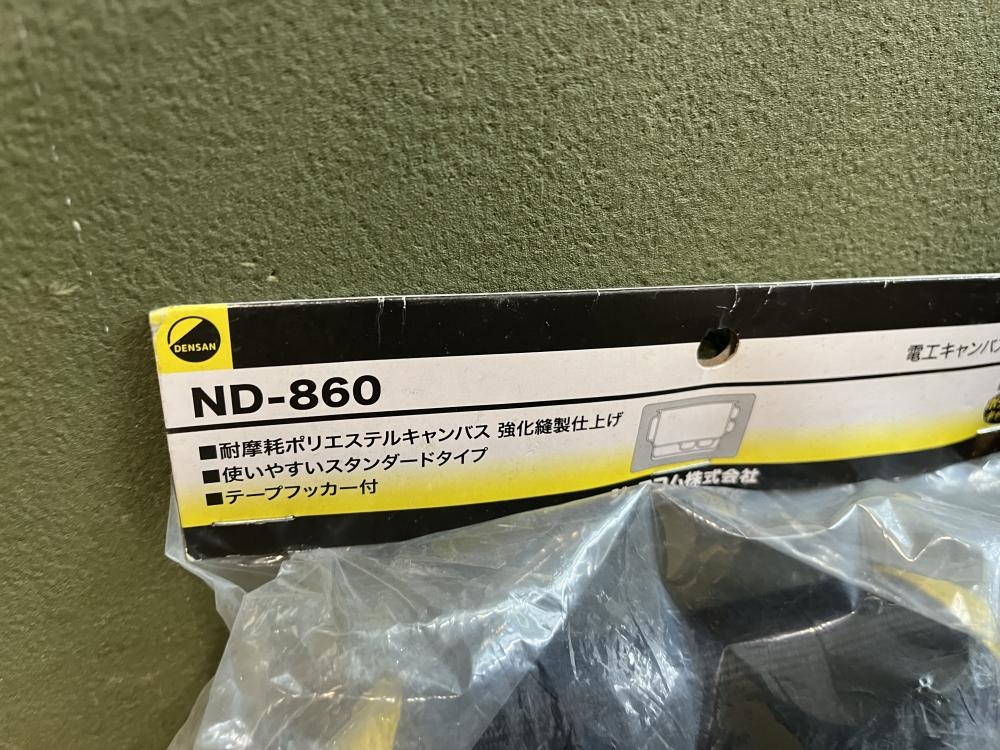 DENSAN
ND-860
電工キャンバス
■耐摩耗ポリエステルキャンバス 強化縫製仕上げ
■使いやすいスタンダードタイプ
■テープフッカー付
株式会社